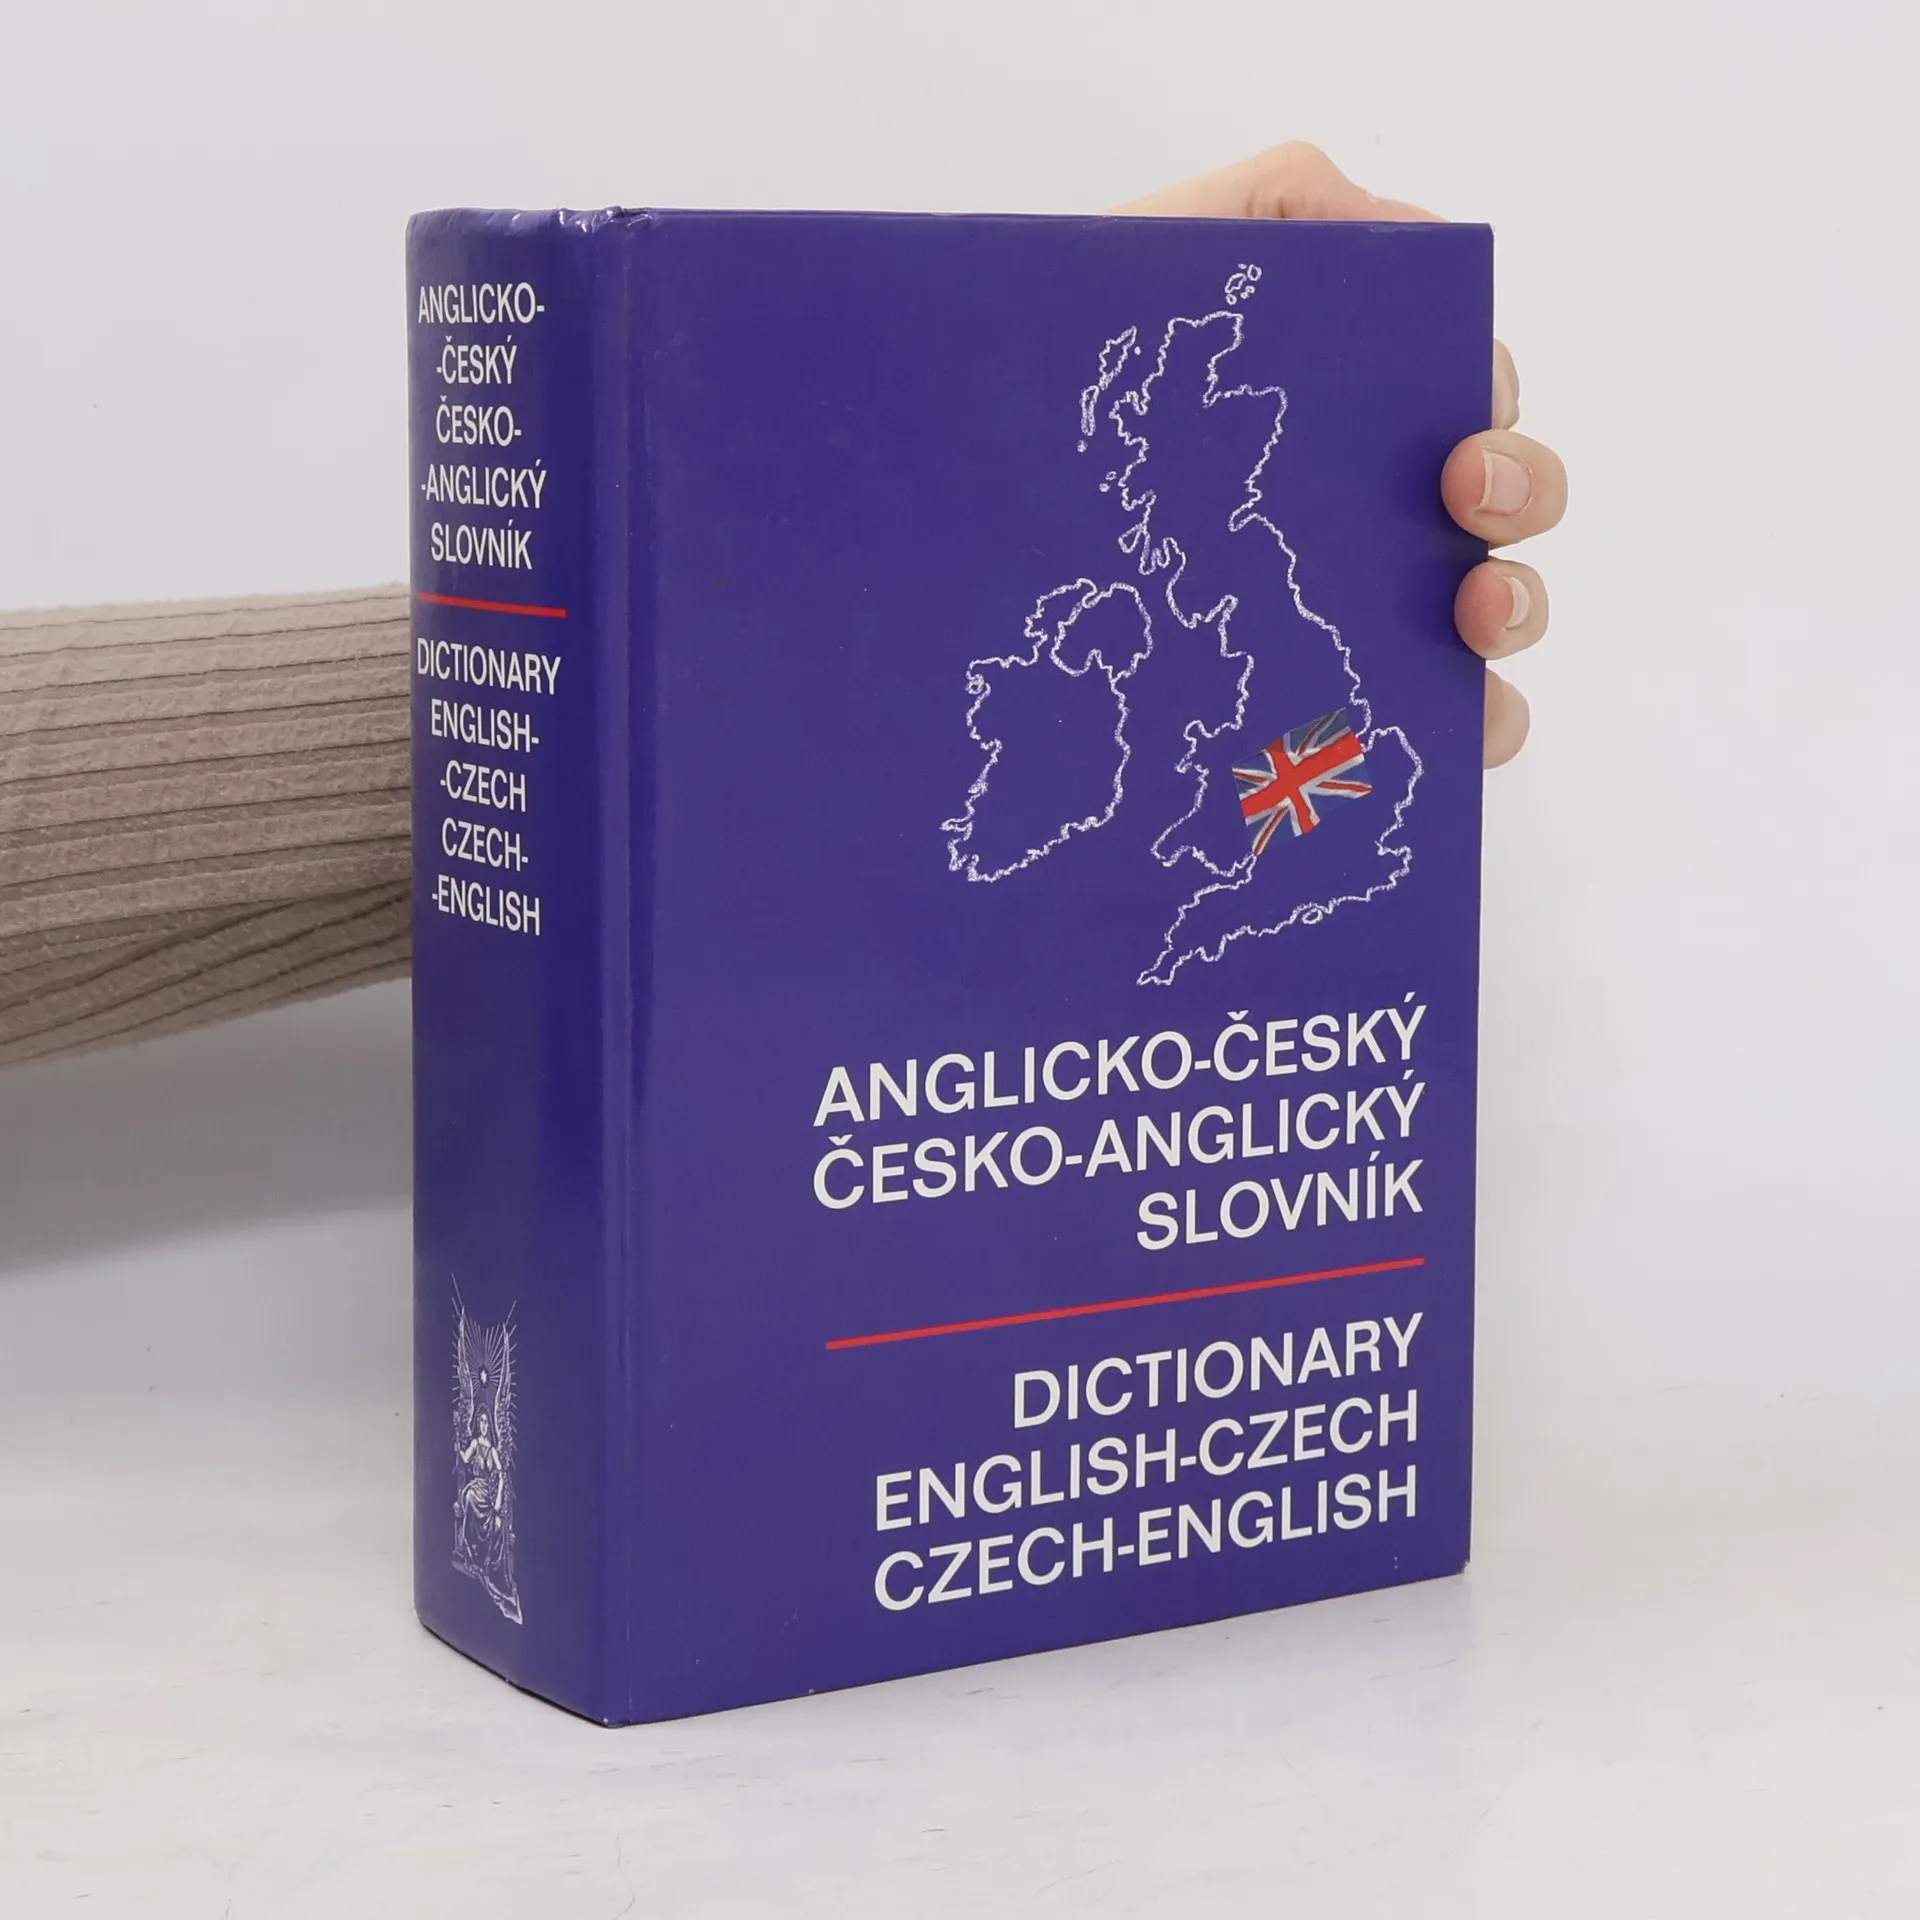 ANGLICKO-
-ČESKÝ
ČESKO-
-ANGLICKÝ
SLOVNÍK
DICTIONARY
ENGLISH-
-CZECH
CZECH-
-ENGLISH
ANGLICKO-ČESKÝ
ČESKO-ANGLICKÝ
SLOVNÍK
DICTIONARY
ENGLISH-CZECH
CZECH-ENGLISH